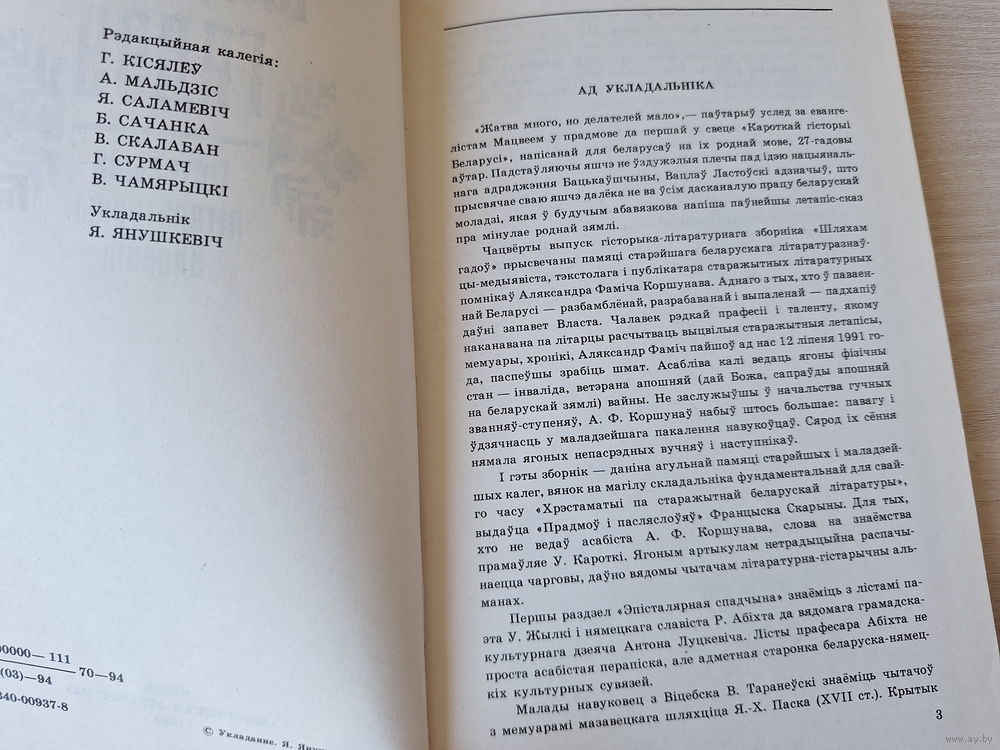 Рэдакцыйная калегія:
Г. КІСЯЛЕЎ
А. МАЛЬДЗІС
Я. САЛАМЕВІЧ
Б. САЧАНКА
В. СКАЛАБАН
Г. СУРМАЧ
В. ЧАМЯРЫЦКІ
Укладальнік
Я. ЯНУШКЕВІЧ
00000—111
(03)—94
70—94
340-00937-8
© Укладанне. Я.
АД УКЛАДАЛЬНІКА
«Жатва много, но делателей мало»,— паўтарыў услед за еванге-
лістам Мацвеем у прадмове да першай у свеце «Кароткай гісторыі
Беларусі», напісанай для беларусаў на іх роднай мове, 27-гадовы
аўтар. Падстаўляючы яшчэ не ўздужэлыя плечы пад ідэю нацыяналь-
нага адраджэння Бацькаўшчыны, Вацлаў Ластоўскі адзначыў, што
прысвячае сваю яшчэ далёка не ва ўсім дасканалую працу беларускай
моладзі, якая ў будучым абавязкова напіша паўнейшы летапіс-сказ
пра мінулае роднай зямлі.
Чацвёрты выпуск гісторыка-літаратурнага зборніка «Шляхам
гадоў» прысвечаны памяці старэйшага беларускага літаратуразнаў-
цы-медыявіста, тэкстолага і публікатара старажытных літаратурных
помнікаў Аляксандра Фаміча Коршунава. Аднаго з тых, хто ў паваен-
най Беларусі — разбамблёнай, разрабаванай і выпаленай — падхапіў
даўні запавет Власта. Чалавек рэдкай прафесіі і таленту, якому
наканавана па літарцы расчытваць выцвілыя старажытныя летапісы,
мемуары, хронікі, Аляксандр Фаміч пайшоў ад нас 12 ліпеня 1991 го-
да, паспеўшы зрабіць шмат. Асабліва калі ведаць ягоны фізічны
стан — інваліда, ветэрана апошняй (дай Божа, сапраўды апошняй
на беларускай зямлі) вайны. Не заслужыўшы ў начальства гучных
званняў-ступеняў, А. Ф. Коршунаў набыў штось большае: павагу і
ўдзячнасць у маладзейшага пакалення навукоўцаў. Сярод іх сёння
нямала ягоных непасрэдных вучняў і наступнікаў.
І гэты зборнік — даніна агульнай памяці старэйшых і маладзей-
шых калег, вянок на магілу складальніка фундаментальнай для свай-
го часу «Хрэстаматыі па старажытнай беларускай літаратуры»,
выдаўца «Прадмоў і пасляслоўяў» Францыска Скарыны. Для тых,
хто не ведаў асабіста А. Ф. Коршунава, слова на знаёмства
прамаўляе У. Кароткі. Ягоным артыкулам нетрадыцыйна распачы-
наецца чарговы, даўно вядомы чытачам літаратурна-гістарычны аль-
манах.
Першы раздзел «Эпісталярная спадчына» знаёміць з лістамі па-
эта У. Жылкі і нямецкага славіста Р. Абіхта да вядомага грамадска-
культурнага дзеяча Антона Луцкевіча. Лісты прафесара Абіхта не
проста асабістая перапіска, але адметная старонка беларуска-нямец-
кіх культурных сувязей.
Малады навуковец з Віцебска В. Таранеўскі знаёміць чытачоў
з мемуарамі мазавецкага шляхціца Я.-Х. Паска (XVII ст.). Крытык
3
www.ay.by